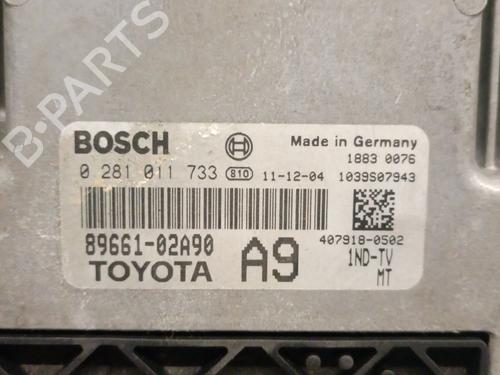 B-PARTS
BOSCH
Made in Germany
1883 0076
0 281 011 733 810 11-12-04 1039S07943
407918-0502
89661-02A90
TOYOTA
A9
1ND-TV
MT